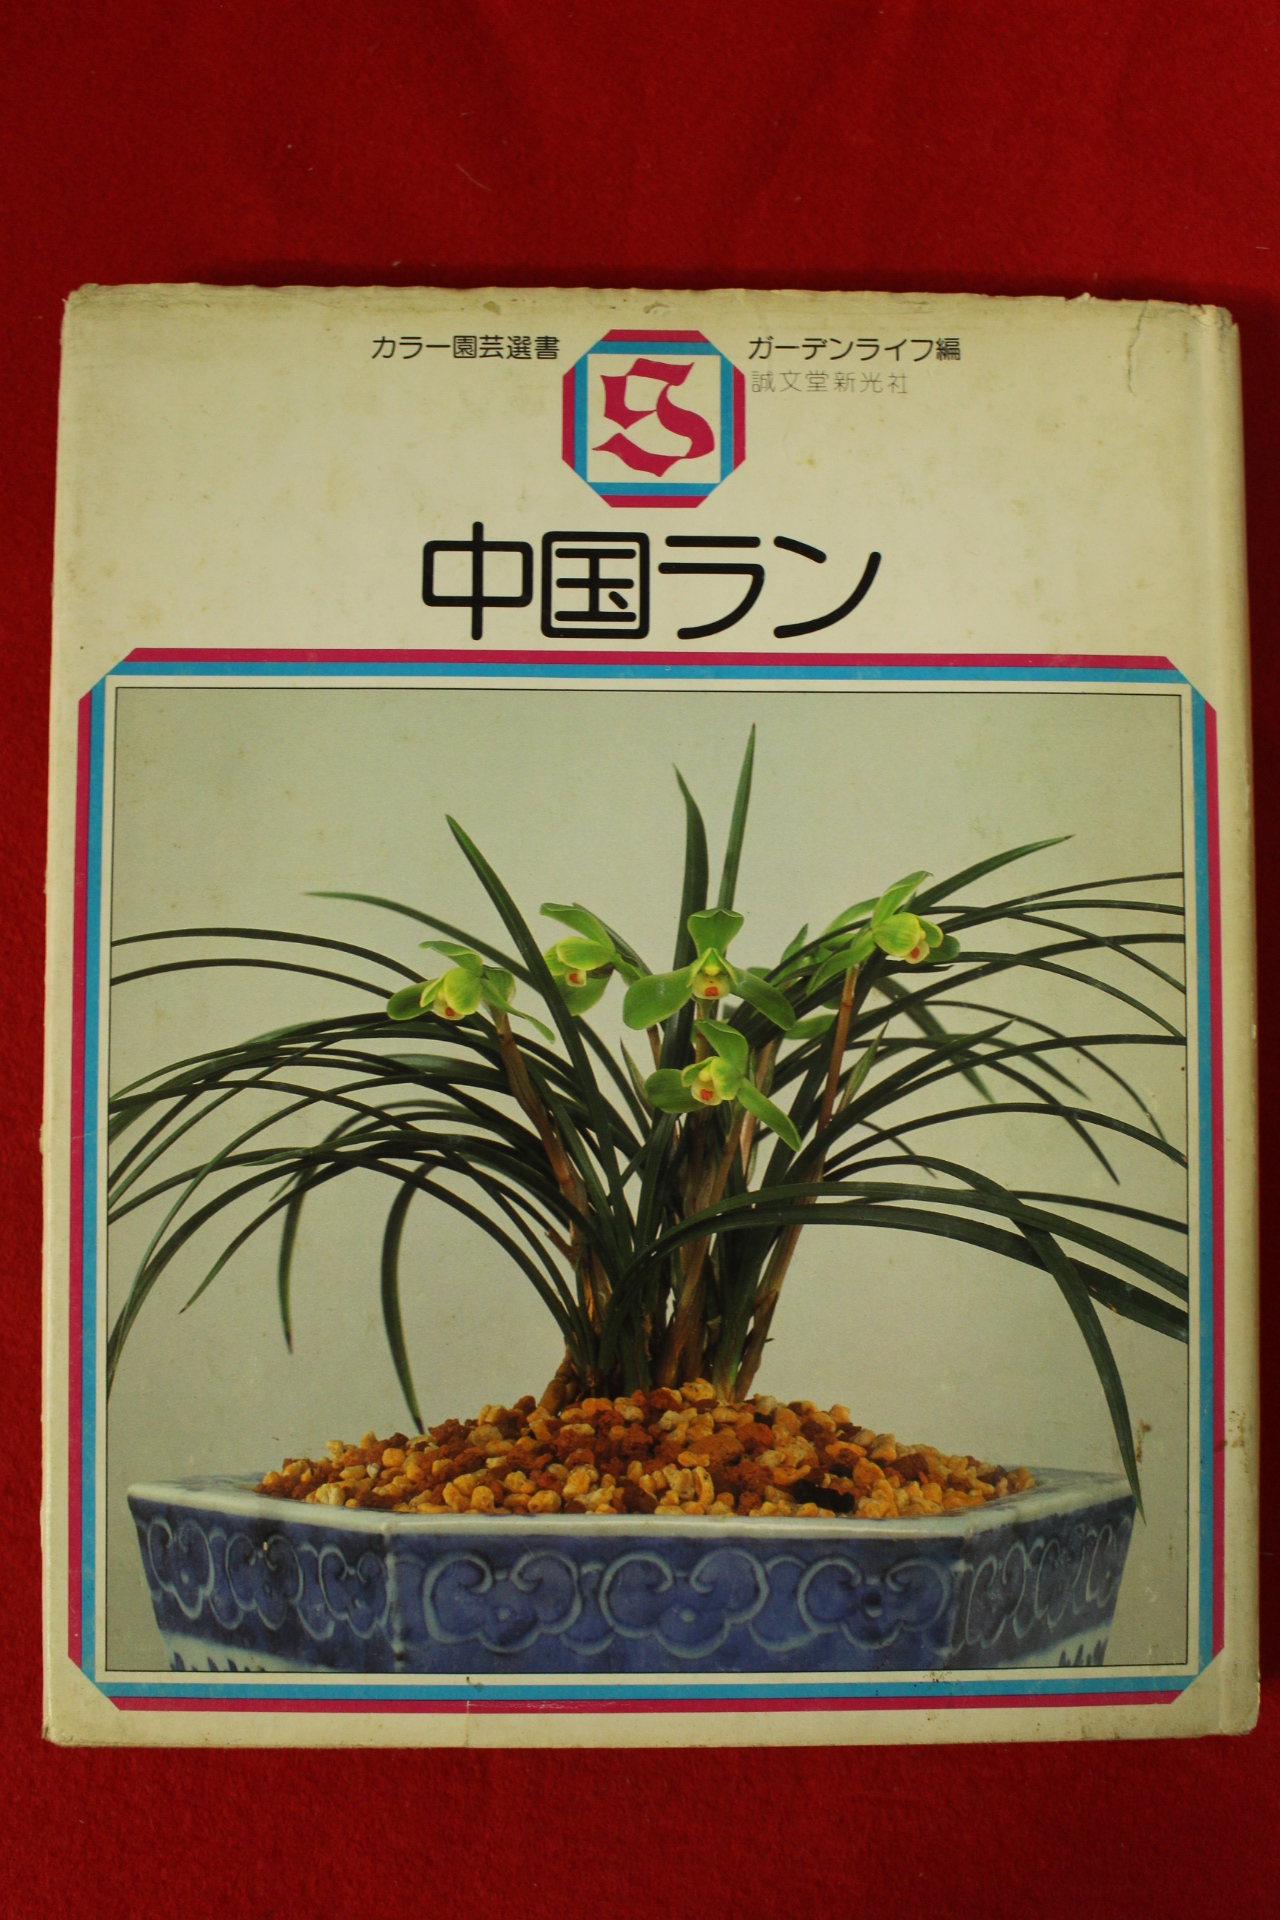 カラー園芸選書
S
ガーデンライフ編
誠文堂新光社
中国ラン